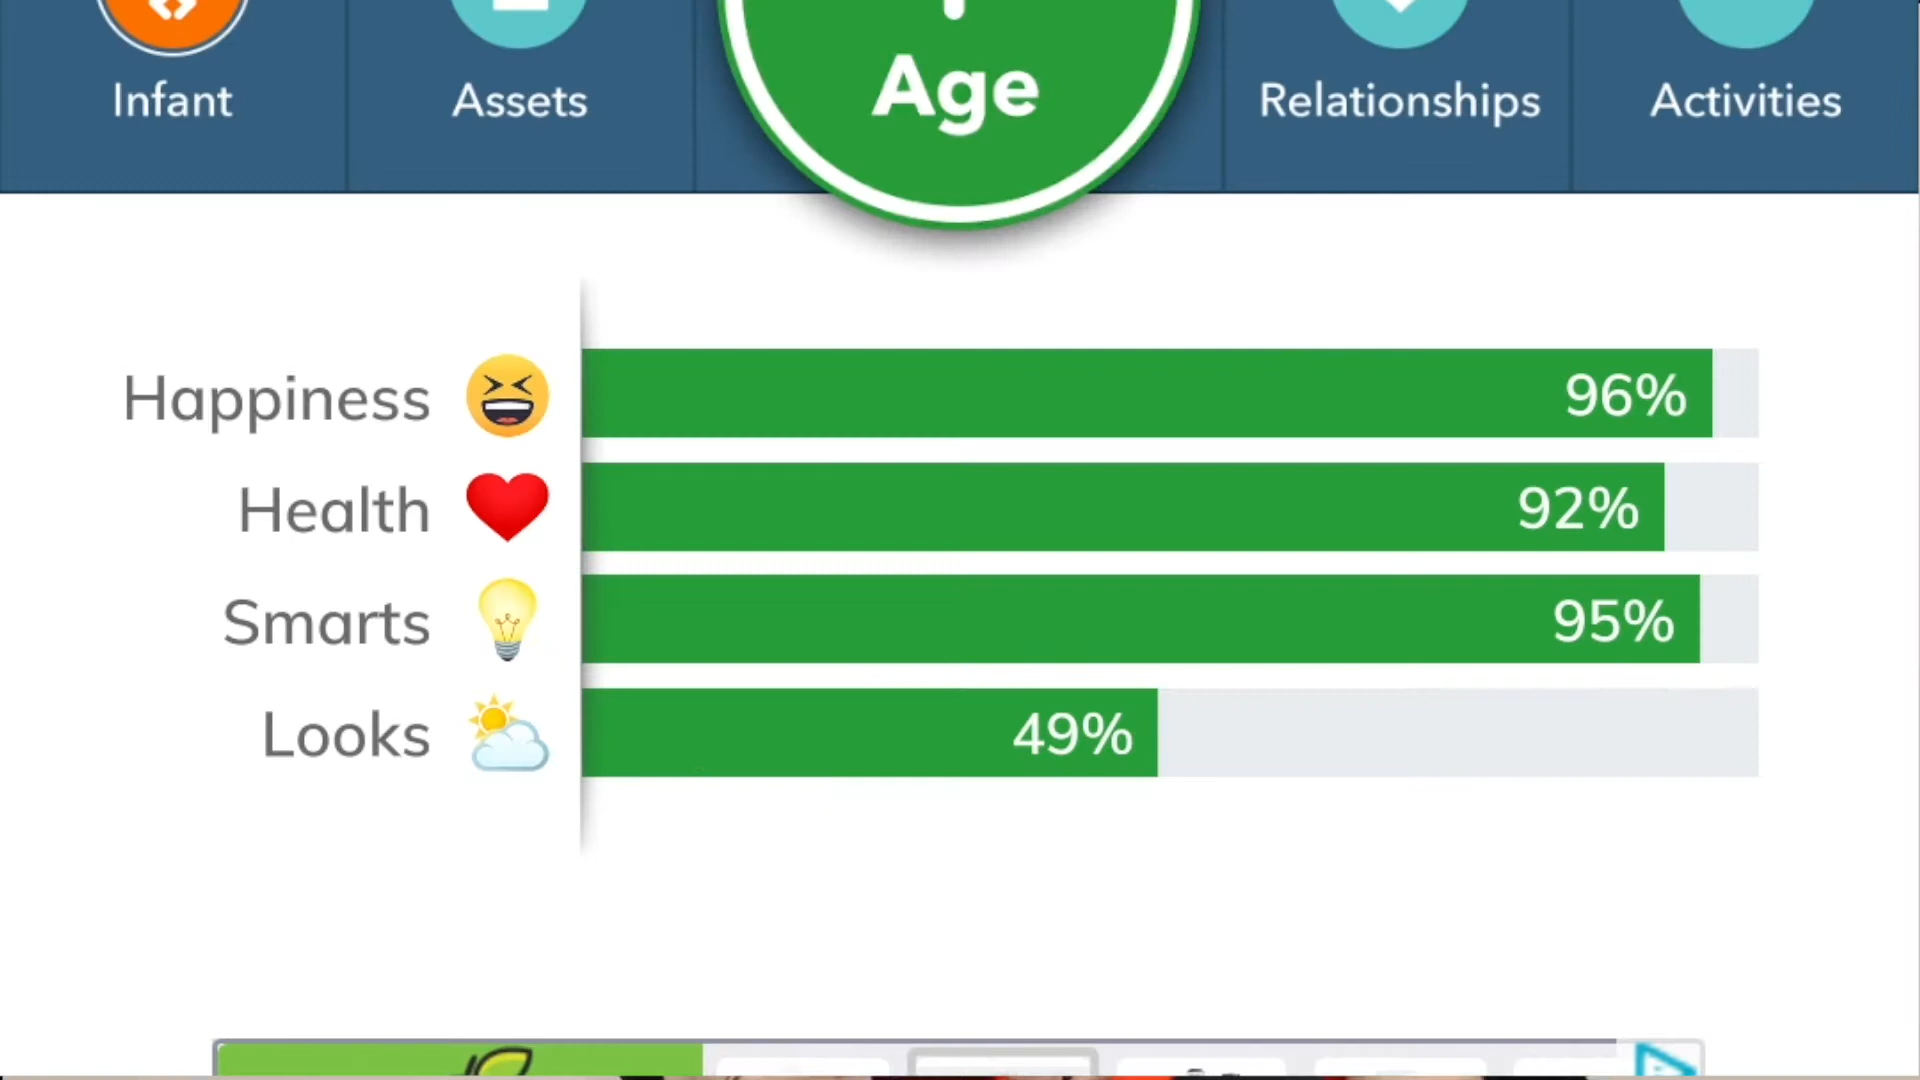 Infant Assets Age Relationships Activities
Happiness 96%
Health 92%
Smarts 95%
Looks 49%